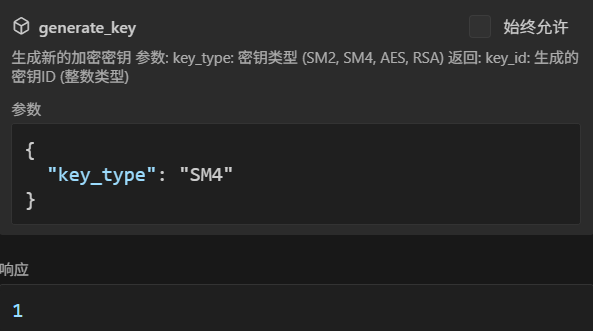 generate_key
始终允许
生成新的加密密钥 参数: key_type: 密钥类型 (SM2, SM4, AES, RSA) 返回: key_id: 生成的
密钥ID (整数类型)
参数
{
  "key_type": "SM4"
}
响应
1